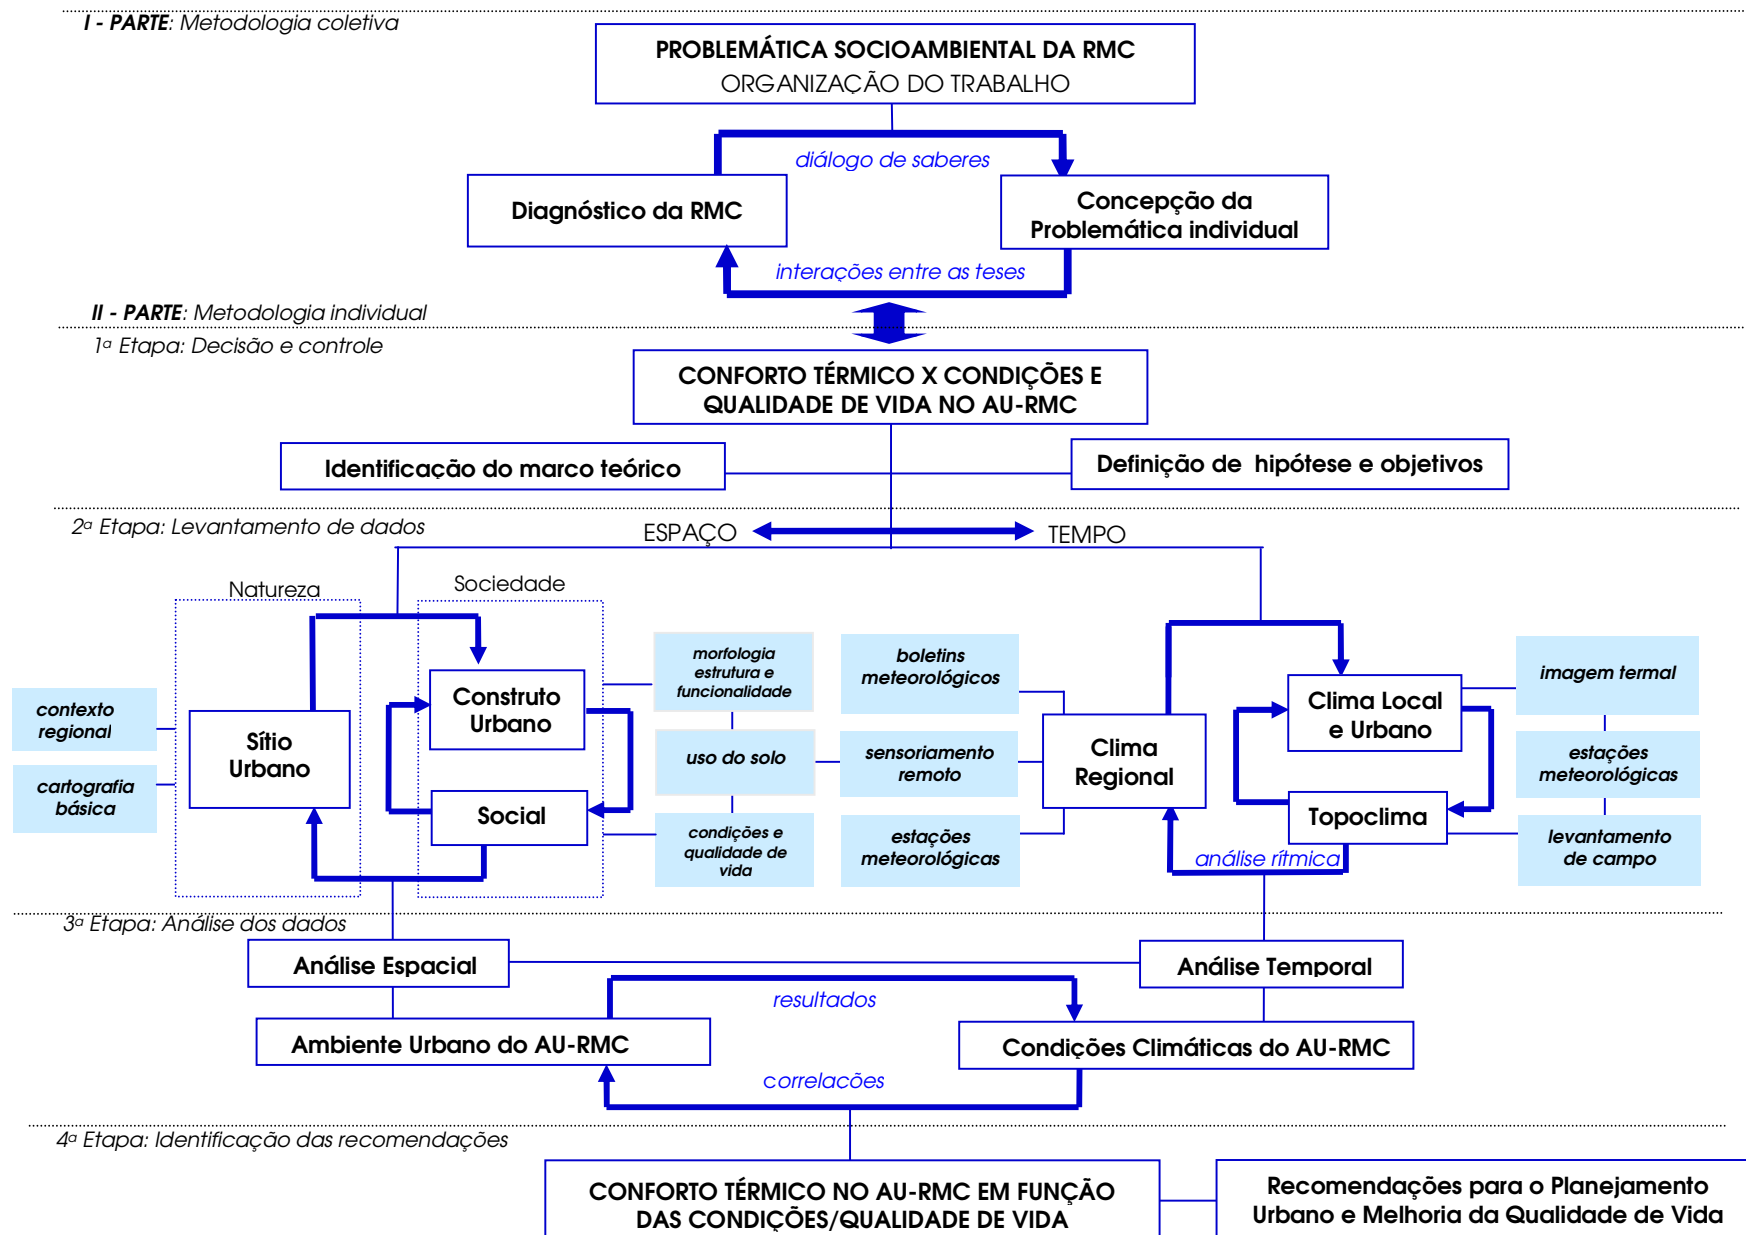 I - PARTE: Metodologia coletiva
PROBLEMÁTICA SOCIOAMBIENTAL DA RMC
ORGANIZAÇÃO DO TRABALHO
diálogo de saberes
Diagnóstico da RMC
Concepção da
Problemática individual
interações entre as teses
II - PARTE: Metodologia individual
1ª Etapa: Decisão e controle
CONFORTO TÉRMICO X CONDIÇÕES E
QUALIDADE DE VIDA NO AU-RMC
Identificação do marco teórico
Definição de hipótese e objetivos
2ª Etapa: Levantamento de dados
ESPAÇO
TEMPO
Natureza
Sociedade
contexto
regional
cartografia
básica
Sítio
Urbano
Construto
Urbano
Social
morfologia
estrutura e
funcionalidade
uso do solo
condições e
qualidade de
vida
boletins
meteorológicos
sensoriamento
remoto
estações
meteorológicas
Clima
Regional
Clima Local
e Urbano
Topoclima
análise rítmica
imagem termal
estações
meteorológicas
levantamento
de campo
3ª Etapa: Análise dos dados
Análise Espacial
Análise Temporal
resultados
Ambiente Urbano do AU-RMC
Condições Climáticas do AU-RMC
correlações
4ª Etapa: Identificação das recomendações
CONFORTO TÉRMICO NO AU-RMC EM FUNÇÃO
DAS CONDIÇÕES/QUALIDADE DE VIDA
Recomendações para o Planejamento
Urbano e Melhoria da Qualidade de Vida